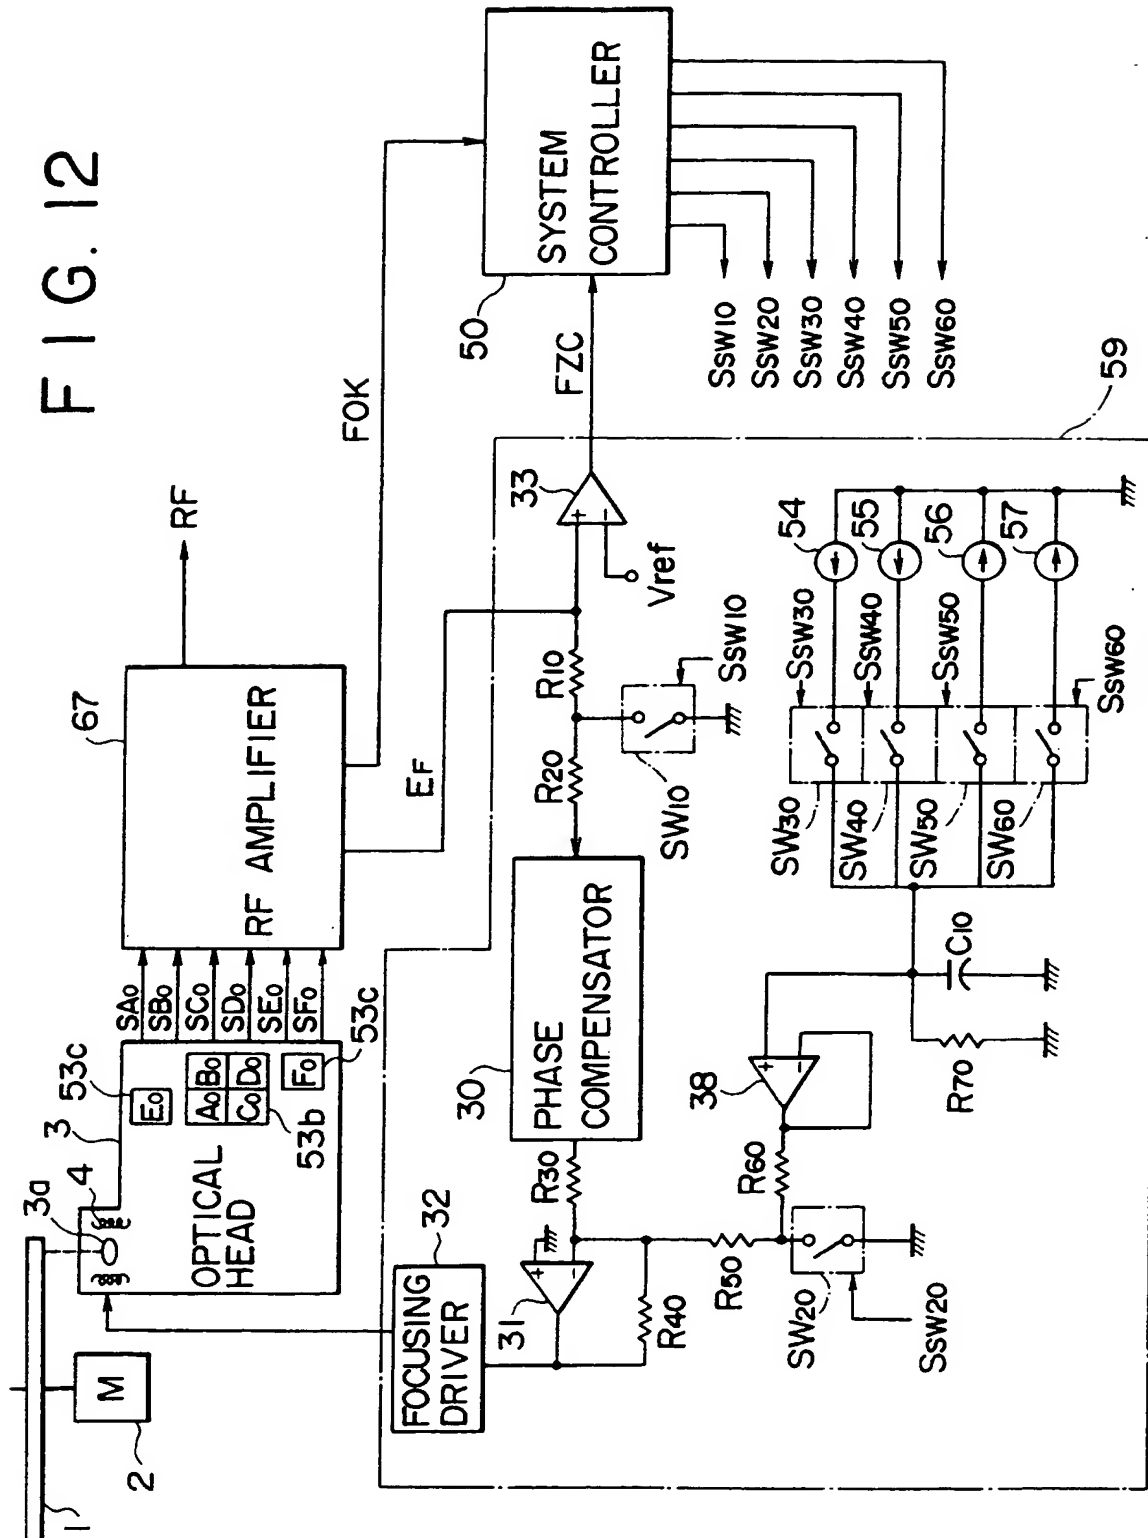 FIG. 12
1
2
M
3a
4
3
53c
OPTICAL
HEAD
E0
A0 B0
C0 D0
F0
53b
53c
SA0
SB0
SC0
SD0
SE0
SF0
67
RF AMPLIFIER
RF
FOK
EF
50
SYSTEM
CONTROLLER
FZC
SSW10
SSW20
SSW30
SSW40
SSW50
SSW60
FOCUSING
DRIVER
32
31
+
-
R30
R40
30
PHASE
COMPENSATOR
R20
R10
33
+
-
Vref
SW10
SSW10
59
R50
R60
SW20
SSW20
38
+
-
R70
C10
SW30
SW40
SW50
SW60
SSW30
SSW40
SSW50
SSW60
54
55
56
57